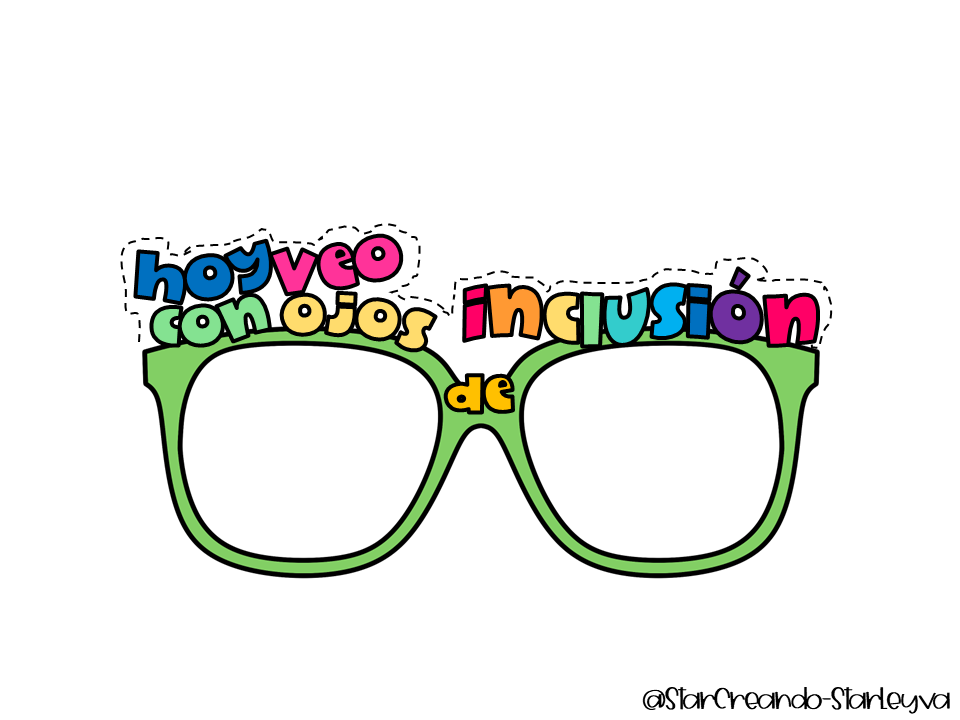 hoy veo
con ojos
de
inclusión
@StarCreando-StarLeyva